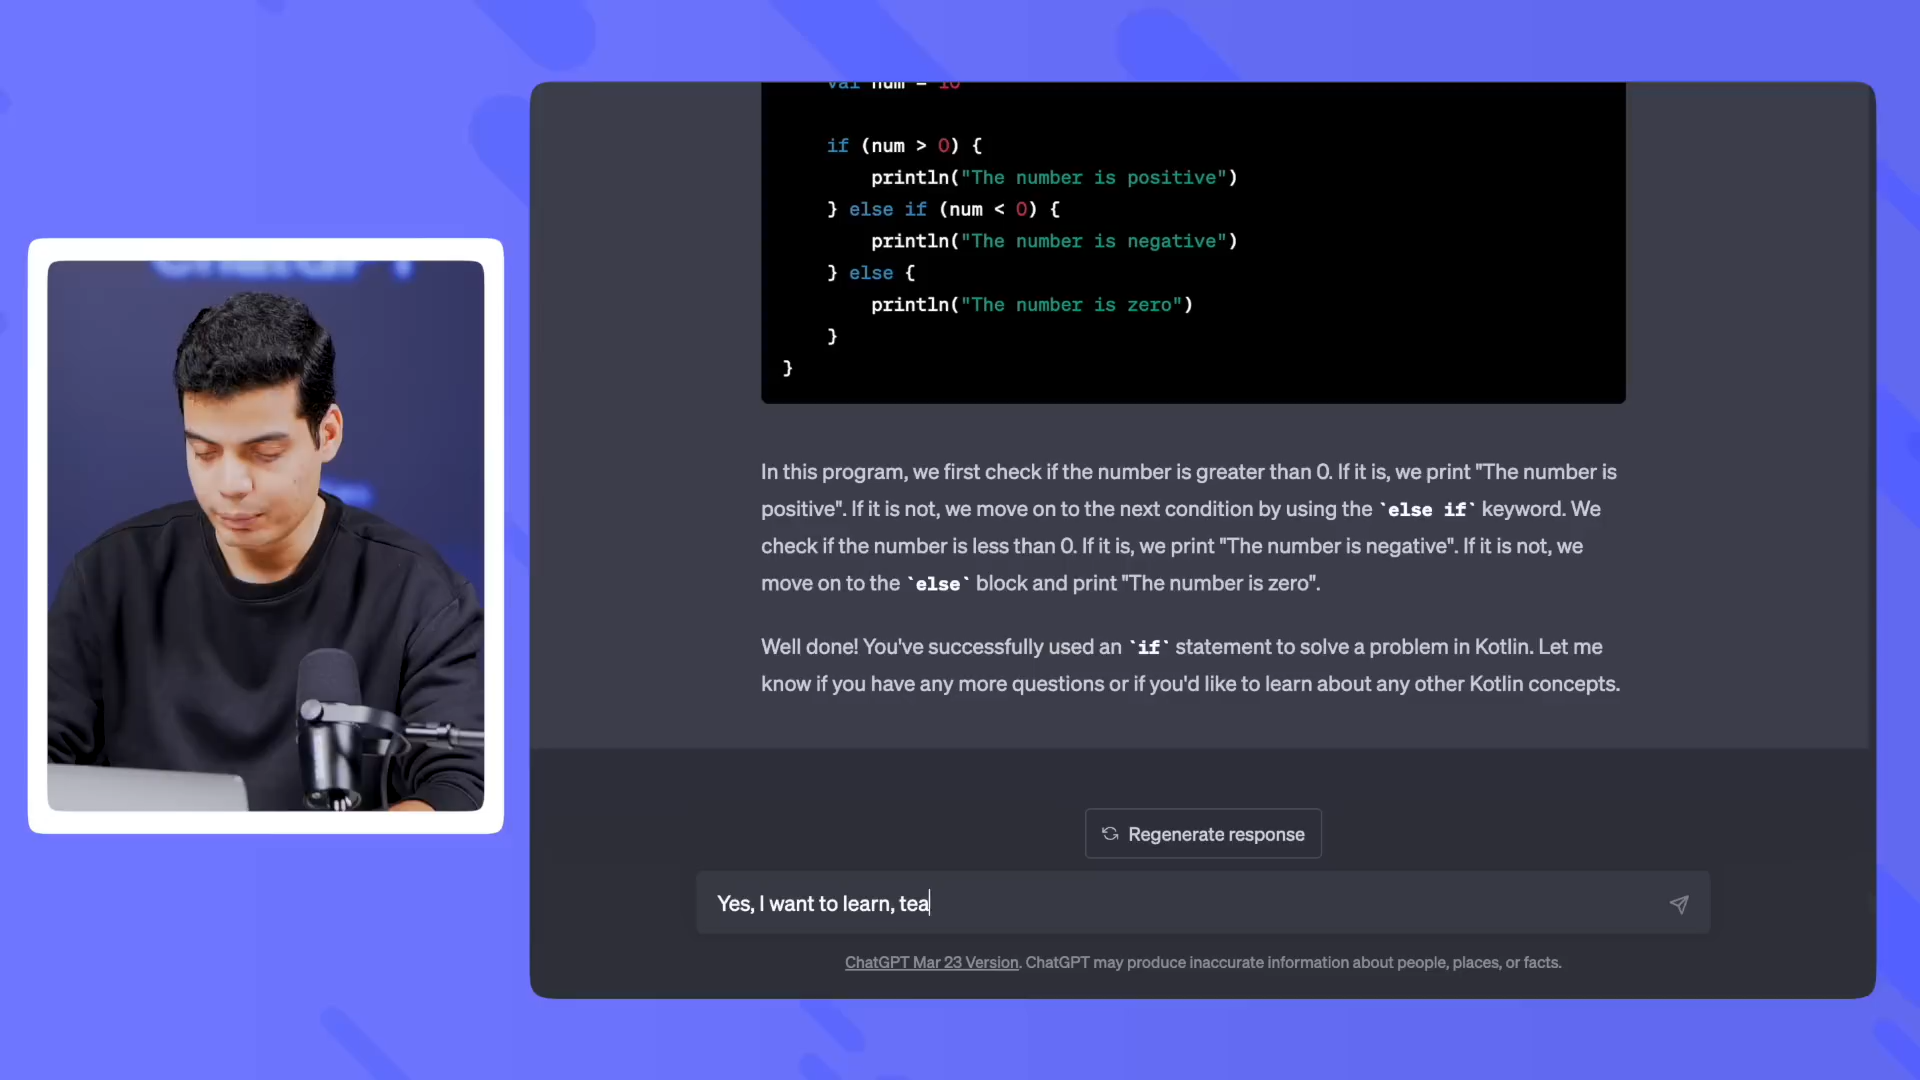 val num = 10
if (num > 0) {
println("The number is positive")
} else if (num < 0) {
println("The number is negative")
} else {
println("The number is zero")
}
}
In this program, we first check if the number is greater than 0. If it is, we print "The number is
positive". If it is not, we move on to the next condition by using the `else if` keyword. We
check if the number is less than 0. If it is, we print "The number is negative". If it is not, we
move on to the `else` block and print "The number is zero".
Well done! You've successfully used an `if` statement to solve a problem in Kotlin. Let me
know if you have any more questions or if you'd like to learn about any other Kotlin concepts.
Regenerate response
Yes, I want to learn, tea
ChatGPT Mar 23 Version. ChatGPT may produce inaccurate information about people, places, or facts.